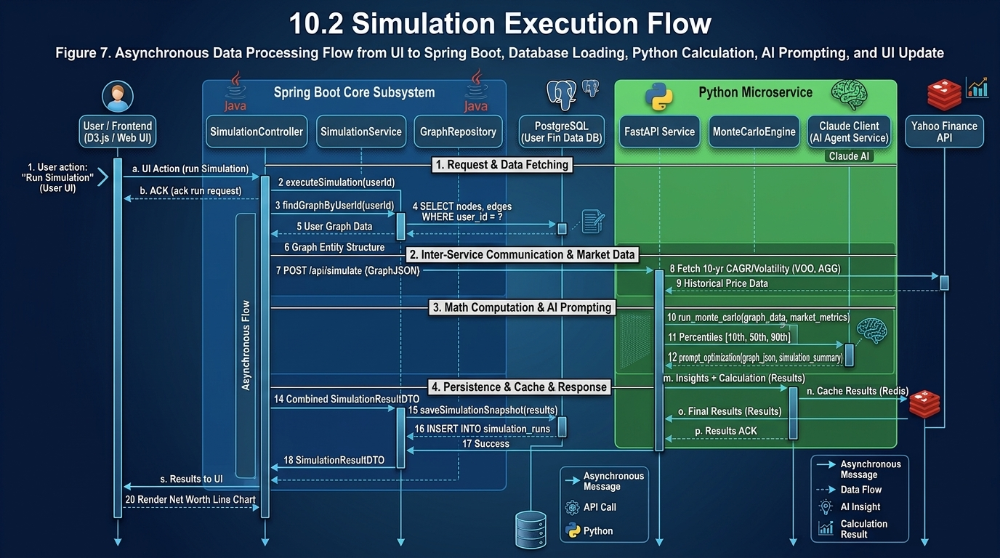 10.2 Simulation Execution Flow
Figure 7. Asynchronous Data Processing Flow from UI to Spring Boot, Database Loading, Python Calculation, AI Prompting, and UI Update
Java
Spring Boot Core Subsystem
Java
Python Microservice
User / Frontend
(D3.js / Web UI)
SimulationController
SimulationService
GraphRepository
PostgreSQL
(User Fin Data DB)
FastAPI Service
MonteCarloEngine
Claude Client
(AI Agent Service)
Claude AI
Yahoo Finance
API
1. Request & Data Fetching
1. User action:
"Run Simulation"
(User UI)
a. UI Action (run Simulation)
b. ACK (ack run request)
2 executeSimulation(userId)
3 findGraphByUserId(userId)
4 SELECT nodes, edges
WHERE user_id = ?
5 User Graph Data
6 Graph Entity Structure
2. Inter-Service Communication & Market Data
7 POST /api/simulate (GraphJSON)
8 Fetch 10-yr CAGR/Volatility (VOO, AGG)
9 Historical Price Data
Asynchronous Flow
3. Math Computation & AI Prompting
10 run_monte_carlo(graph_data, market_metrics)
11 Percentiles [10th, 50th, 90th]
12 prompt_optimization(graph_json, simulation_summary)
m. Insights + Calculation (Results)
4. Persistence & Cache & Response
n. Cache Results (Redis)
14 Combined SimulationResultDTO
15 saveSimulationSnapshot(results)
o. Final Results (Results)
16 INSERT INTO simulation_runs
p. Results ACK
17 Success
18 SimulationResultDTO
s. Results to UI
20 Render Net Worth Line Chart
Asynchronous
Message
API Call
Python
Asynchronous
Message
Data Flow
AI Insight
Calculation
Result